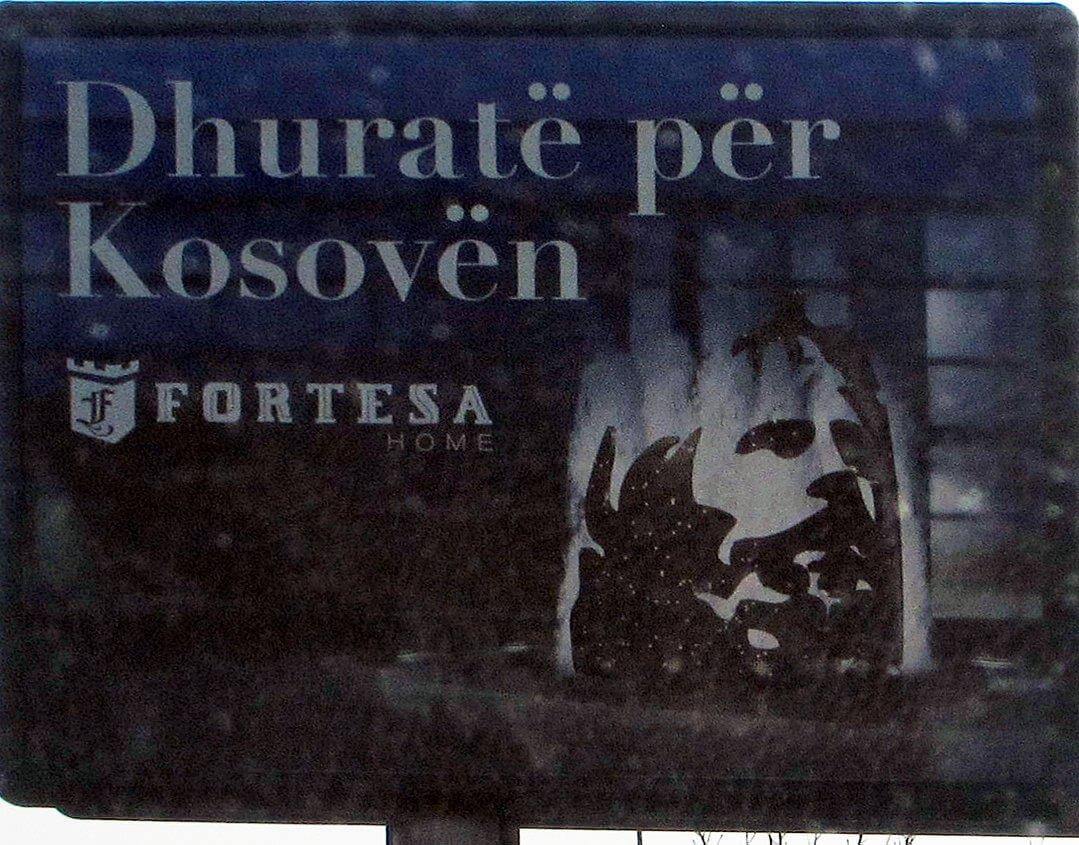 Dhuratë për
Kosovën
FORTESA
HOME